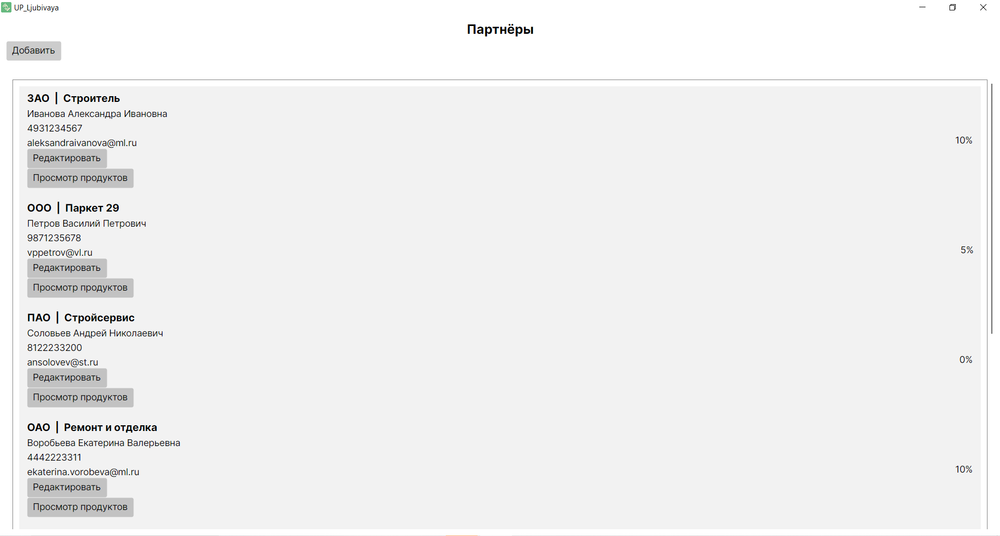 UP_Ljubivaya
Партнёры
Добавить
ЗАО | Строитель
Иванова Александра Ивановна
4931234567
aleksandraivanova@ml.ru
10%
Редактировать
Просмотр продуктов
ООО | Паркет 29
Петров Василий Петрович
9871235678
vppetrov@vl.ru
5%
Редактировать
Просмотр продуктов
ПАО | Стройсервис
Соловьев Андрей Николаевич
8122233200
ansolovev@st.ru
0%
Редактировать
Просмотр продуктов
ОАО | Ремонт и отделка
Воробьева Екатерина Валерьевна
4442223311
ekaterina.vorobeva@ml.ru
10%
Редактировать
Просмотр продуктов